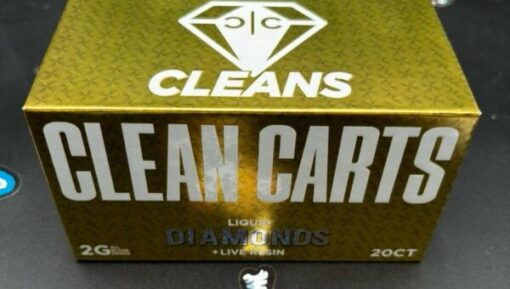 C|C
CLEANS
CLEAN CARTS
LIQUID
DIAMONDS
+ LIVE RESIN
2G
20CT